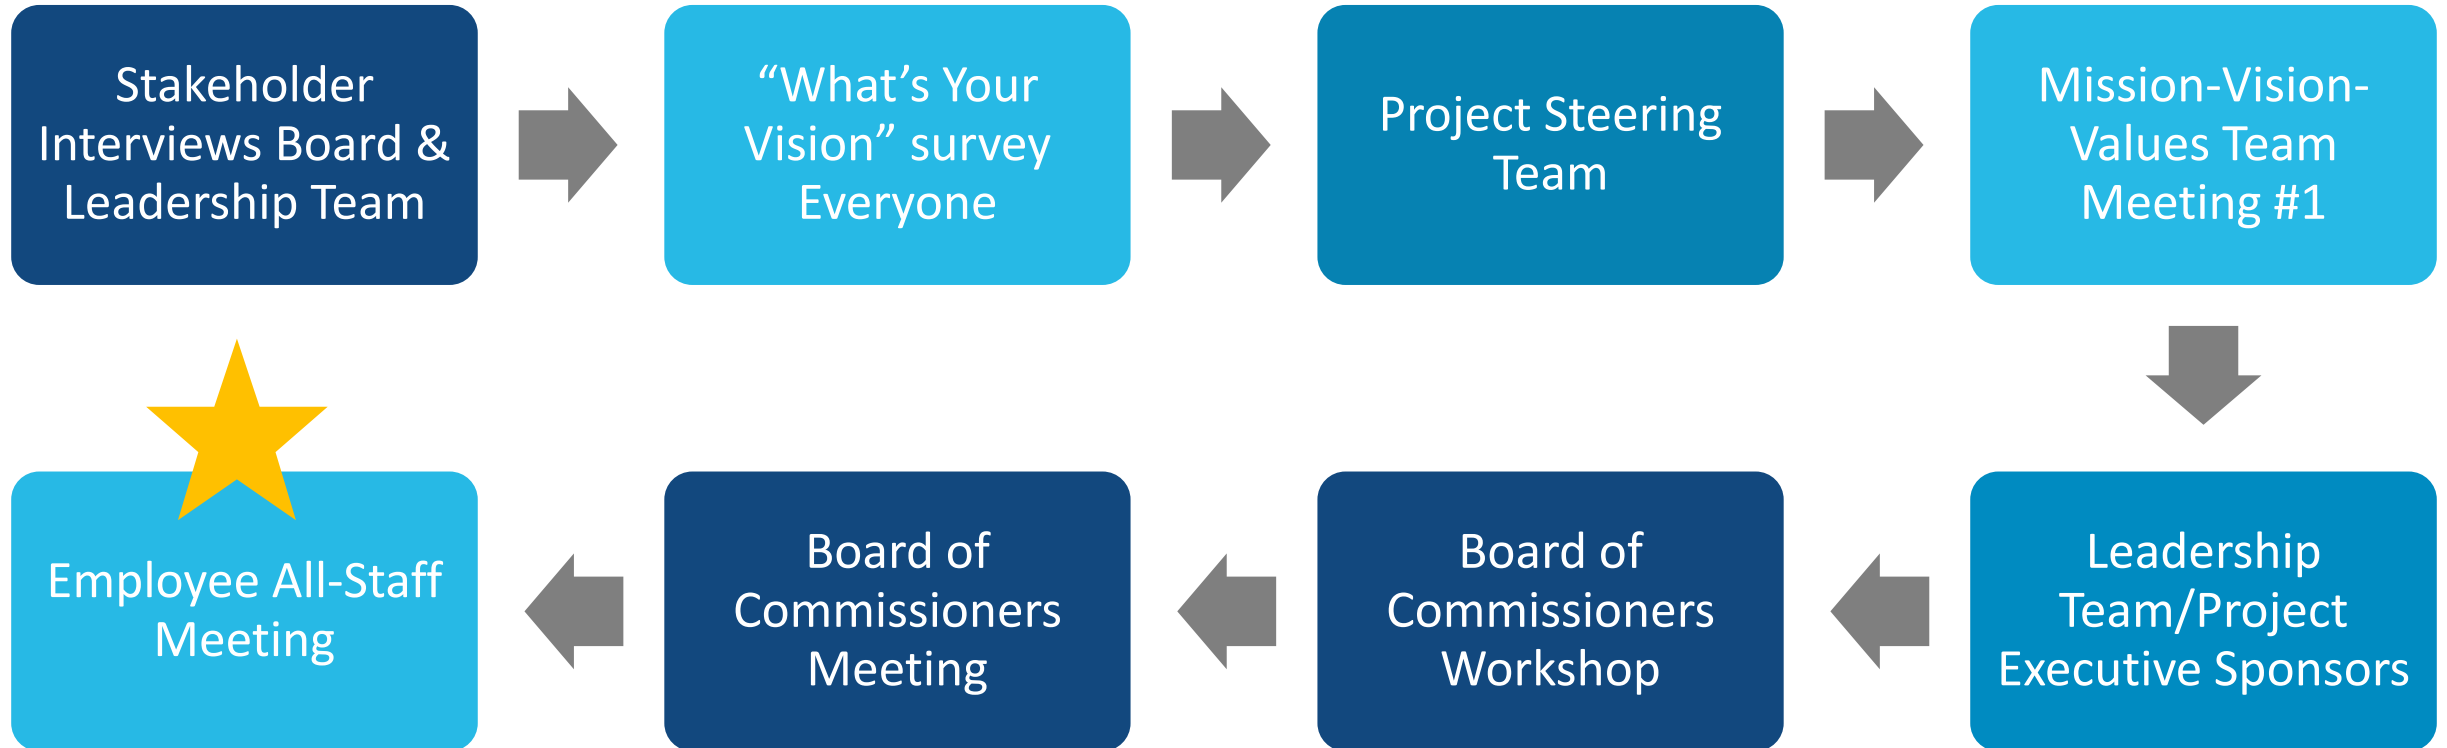 Stakeholder
Interviews Board &
Leadership Team
“What’s Your
Vision” survey
Everyone
Project Steering
Team
Mission-Vision-
Values Team
Meeting #1
Leadership
Team/Project
Executive Sponsors
Board of
Commissioners
Workshop
Board of
Commissioners
Meeting
Employee All-Staff
Meeting